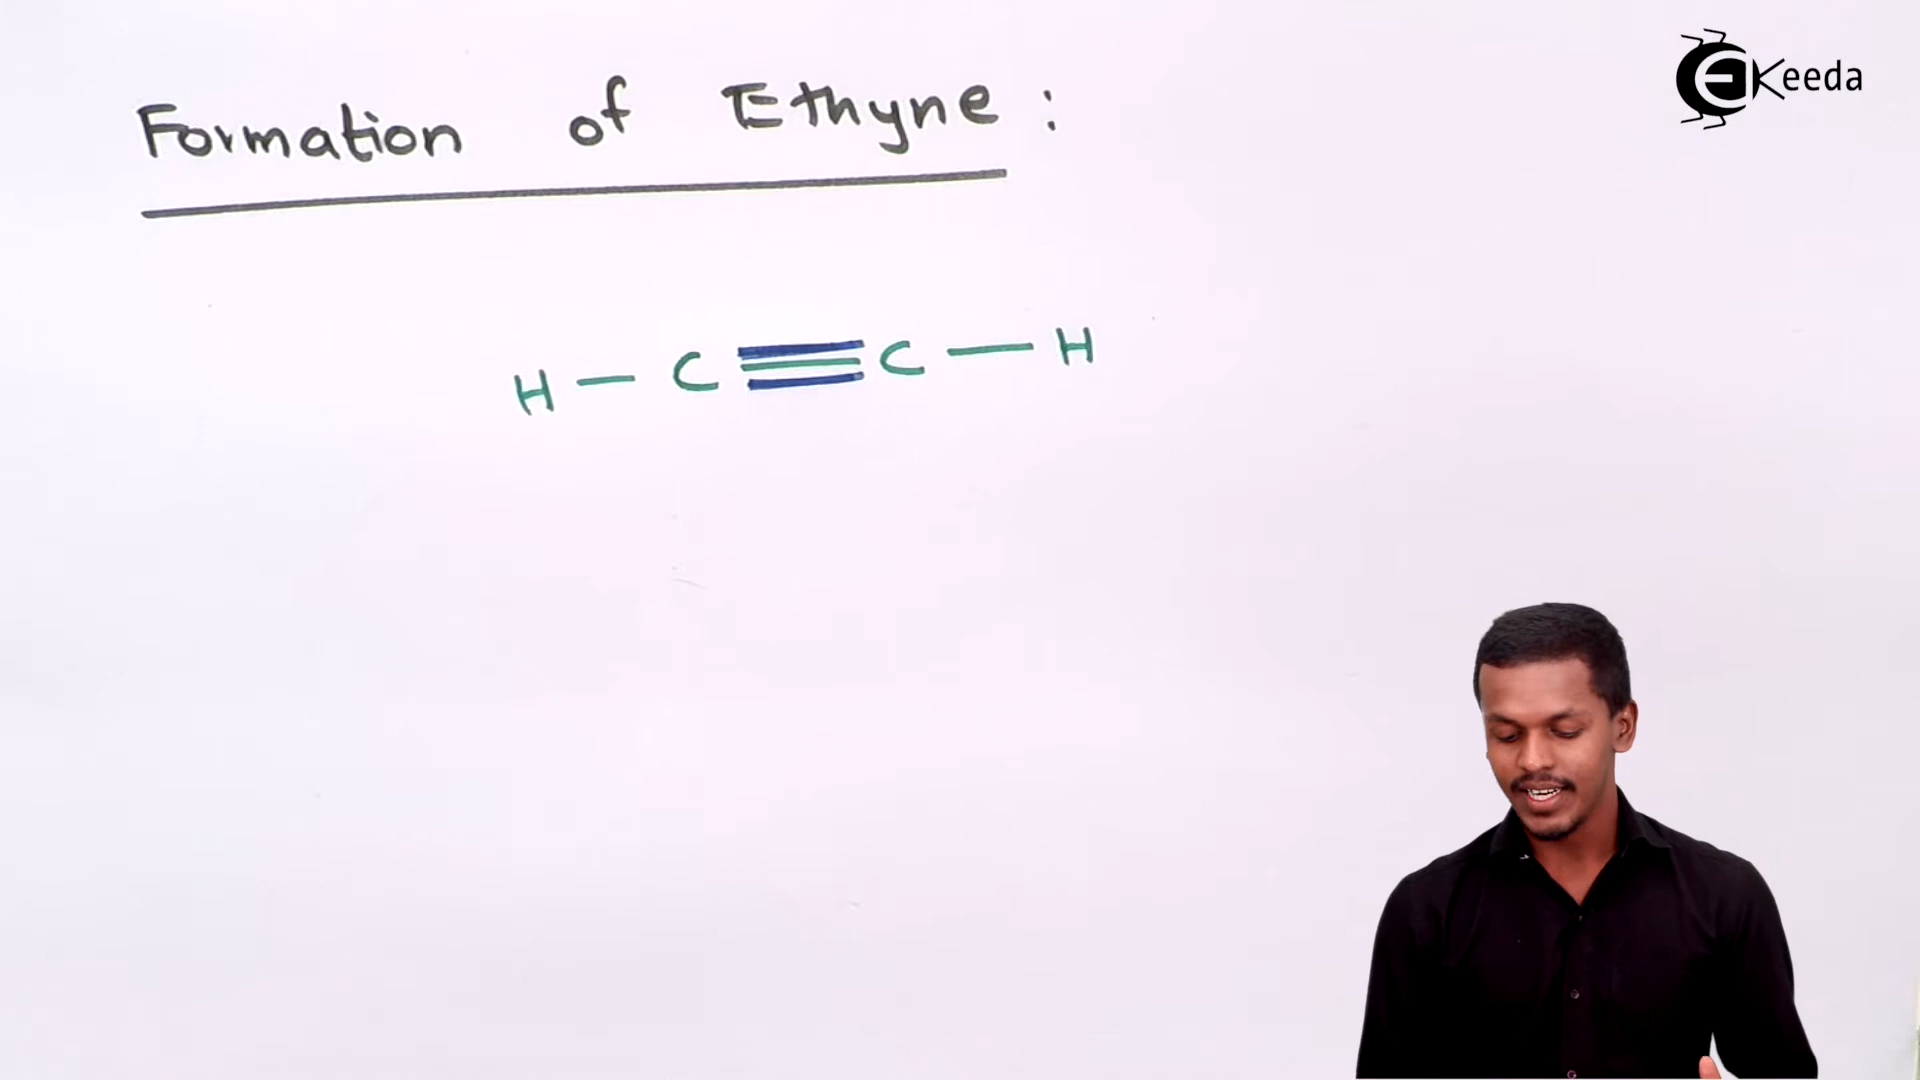 Formation of Ethyne :
H - C ≡ C - H
EKeeda